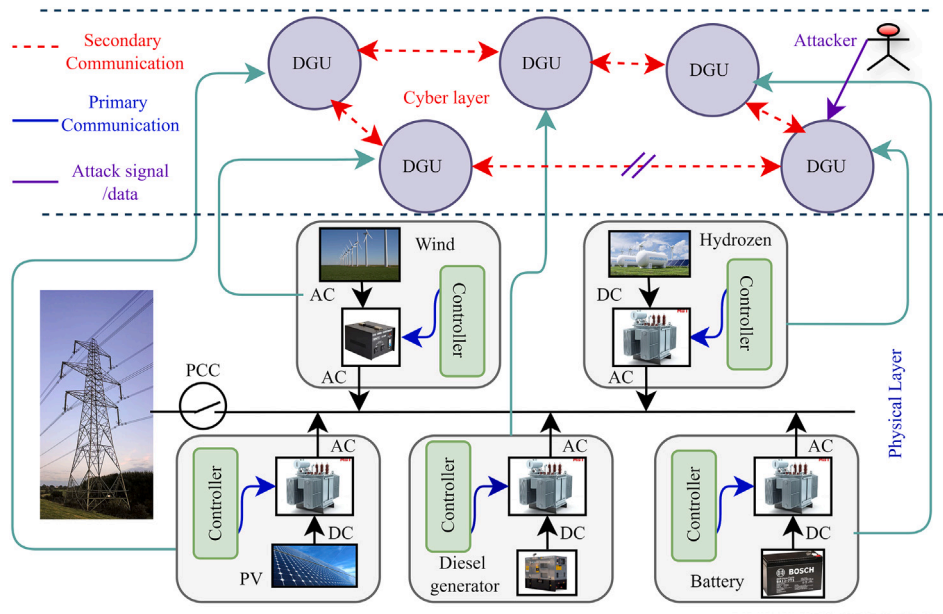 Secondary
Communication
Primary
Communication
Attack signal
/data
DGU
DGU
DGU
Attacker
Cyber layer
DGU
DGU
Wind
AC
Controller
AC
Hydrozen
DC
Controller
AC
Physical Layer
PCC
Controller
AC
DC
PV
Controller
AC
DC
Diesel
generator
Controller
AC
DC
Battery
BOSCH